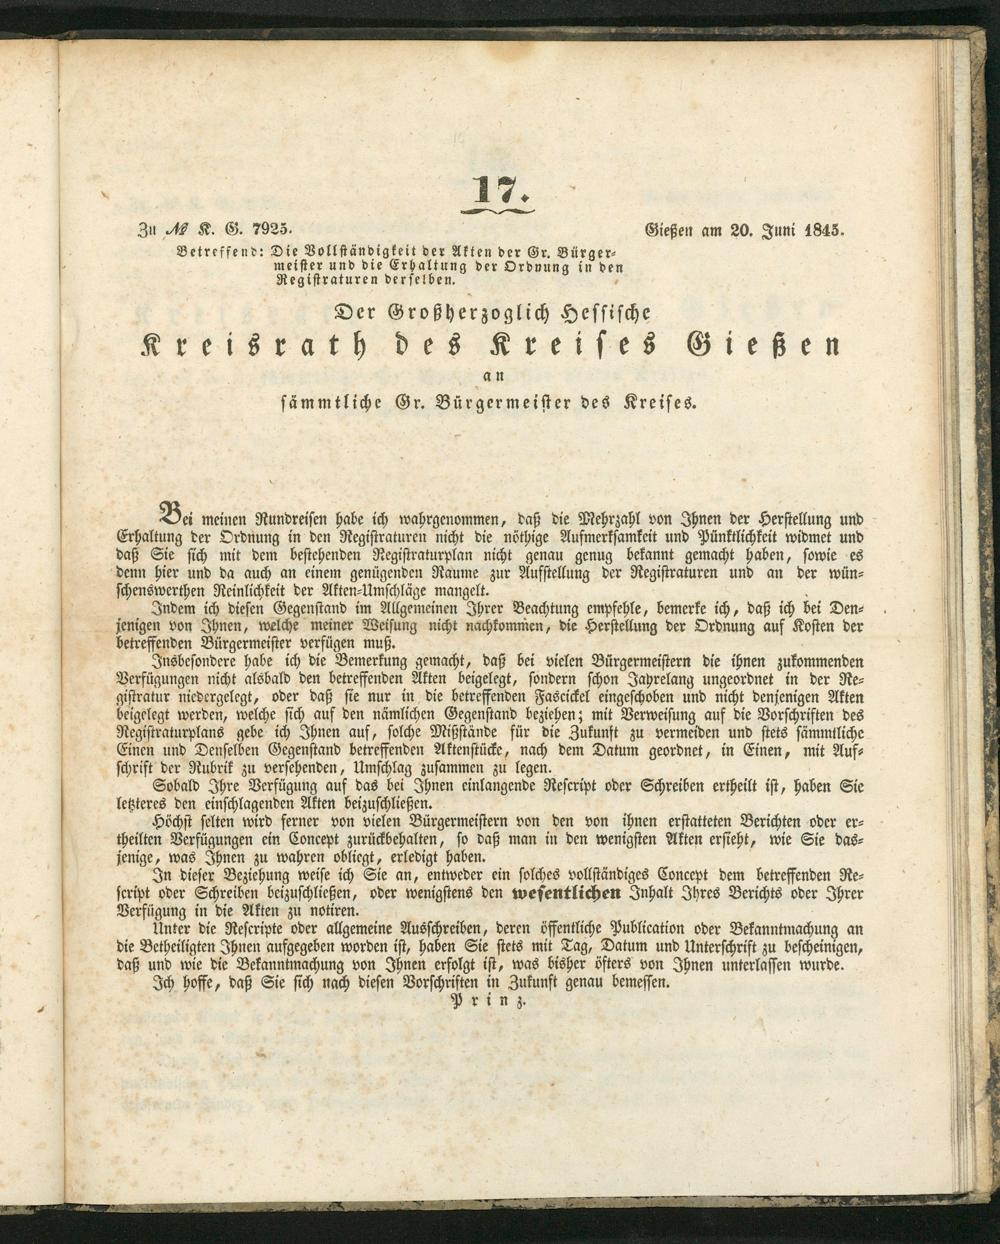 17.
Zu № K. G. 7925. Gießen am 20. Juni 1845.
Betreffend: Die Vollständigkeit der Akten der Gr. Bürger-
meister und die Erhaltung der Ordnung in den
Registraturen derselben.
Der Großherzoglich Hessische
Kreisrath des Kreises Gießen
an
sämmtliche Gr. Bürgermeister des Kreises.
Bei meinen Rundreisen habe ich wahrgenommen, daß die Mehrzahl von Ihnen der Herstellung und
Erhaltung der Ordnung in den Registraturen nicht die nöthige Aufmerksamkeit und Pünktlichkeit widmet und
daß Sie sich mit dem bestehenden Registraturplan nicht genau genug bekannt gemacht haben, sowie es
denn hier und da auch an einem genügenden Raume zur Aufstellung der Registraturen und an der wün-
schenswerthen Reinlichkeit der Akten-Umschläge mangelt.
Indem ich diesen Gegenstand im Allgemeinen Ihrer Beachtung empfehle, bemerke ich, daß ich bei Den-
jenigen von Ihnen, welche meiner Weisung nicht nachkommen, die Herstellung der Ordnung auf Kosten der
betreffenden Bürgermeister verfügen muß.
Insbesondere habe ich die Bemerkung gemacht, daß bei vielen Bürgermeistern die ihnen zukommenden
Verfügungen nicht alsbald den betreffenden Akten beigelegt, sondern schon Jahrelang ungeordnet in der Re-
gistratur niedergelegt, oder daß sie nur in die betreffenden Fascickel eingeschoben und nicht denjenigen Akten
beigelegt werden, welche sich auf den nämlichen Gegenstand beziehen; mit Verweisung auf die Vorschriften des
Registraturplans gebe ich Ihnen auf, solche Mißstände für die Zukunft zu vermeiden und stets sämmtliche
Einen und Denselben Gegenstand betreffenden Aktenstücke, nach dem Datum geordnet, in Einen, mit Auf-
schrift der Rubrik zu versehenden, Umschlag zusammen zu legen.
Sobald Ihre Verfügung auf das bei Ihnen einlangende Rescript oder Schreiben ertheilt ist, haben Sie
letzteres den einschlagenden Akten beizuschließen.
Höchst selten wird ferner von vielen Bürgermeistern von den von ihnen erstatteten Berichten oder er-
theilten Verfügungen ein Concept zurückbehalten, so daß man in den wenigsten Akten ersieht, wie Sie das-
jenige, was Ihnen zu wahren obliegt, erledigt haben.
In dieser Beziehung weise ich Sie an, entweder ein solches vollständiges Concept dem betreffenden Re-
script oder Schreiben beizuschließen, oder wenigstens den wesentlichen Inhalt Ihres Berichts oder Ihrer
Verfügung in die Akten zu notiren.
Unter die Rescripte oder allgemeine Ausschreiben, deren öffentliche Publication oder Bekanntmachung an
die Betheiligten Ihnen aufgegeben worden ist, haben Sie stets mit Tag, Datum und Unterschrift zu bescheinigen,
daß und wie die Bekanntmachung von Ihnen erfolgt ist, was bisher öfters von Ihnen unterlassen wurde.
Ich hoffe, daß Sie sich nach diesen Vorschriften in Zukunft genau bemessen.
Prinz.